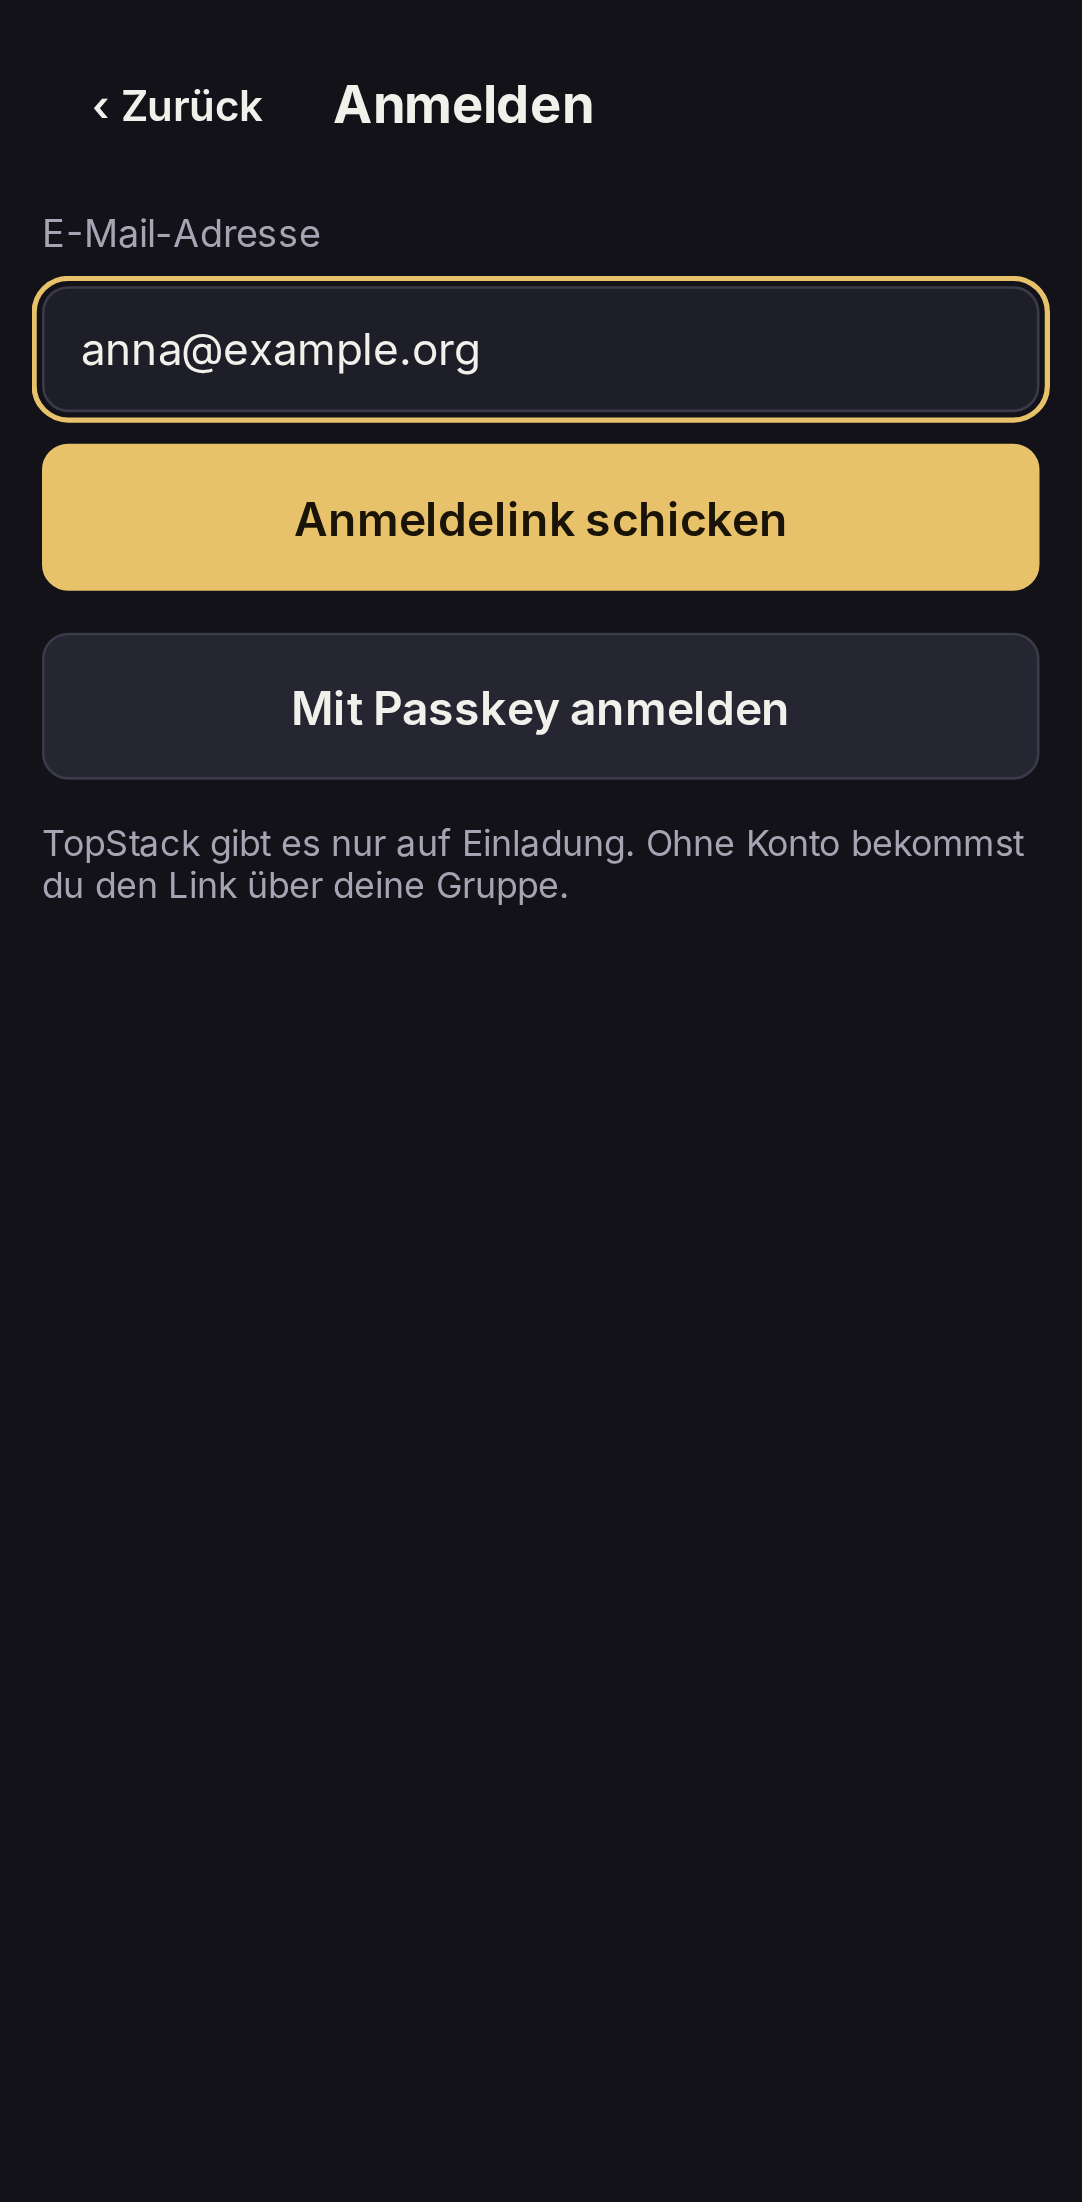 ‹ Zurück
Anmelden
E-Mail-Adresse
anna@example.org
Anmeldelink schicken
Mit Passkey anmelden
TopStack gibt es nur auf Einladung. Ohne Konto bekommst
du den Link über deine Gruppe.